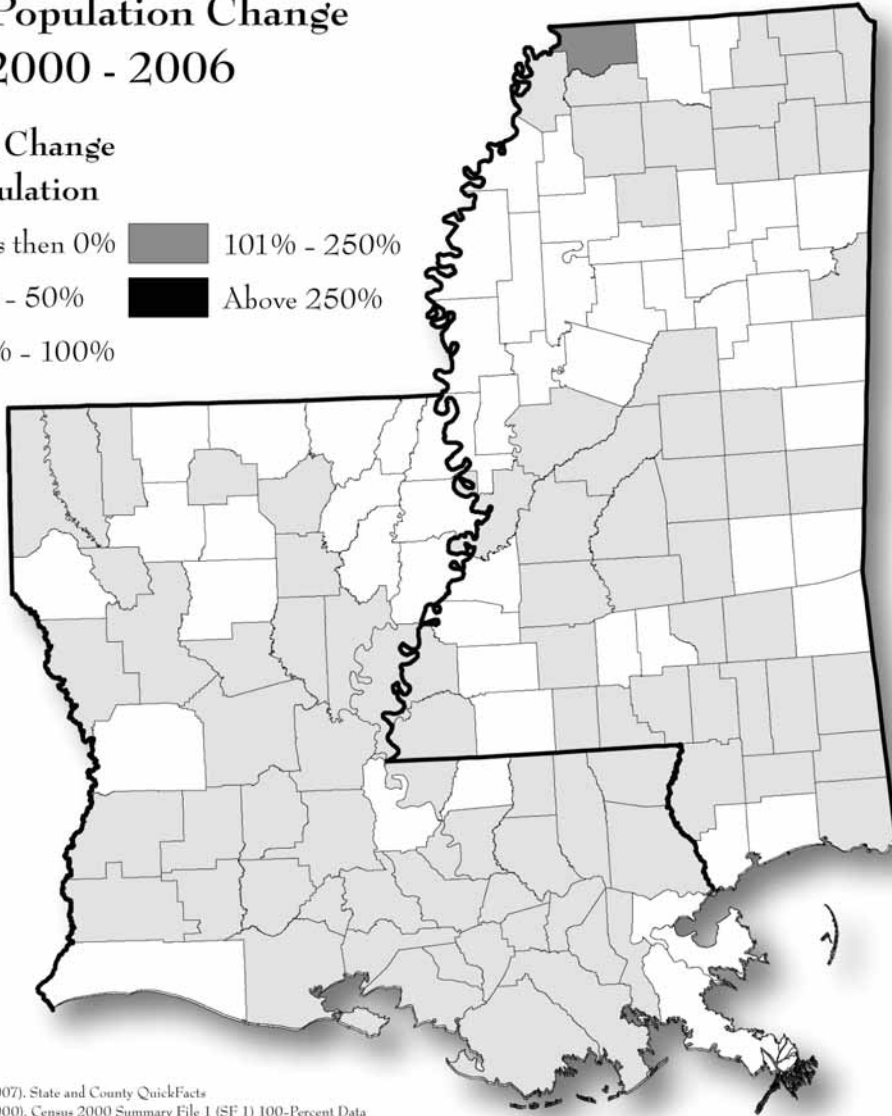 Population Change
2000 - 2006
Change
ulation
s then 0%
- 50%
% - 100%
101% - 250%
Above 250%
007). State and County QuickFacts
000). Census 2000 Summary File 1 (SF 1) 100-Percent Data